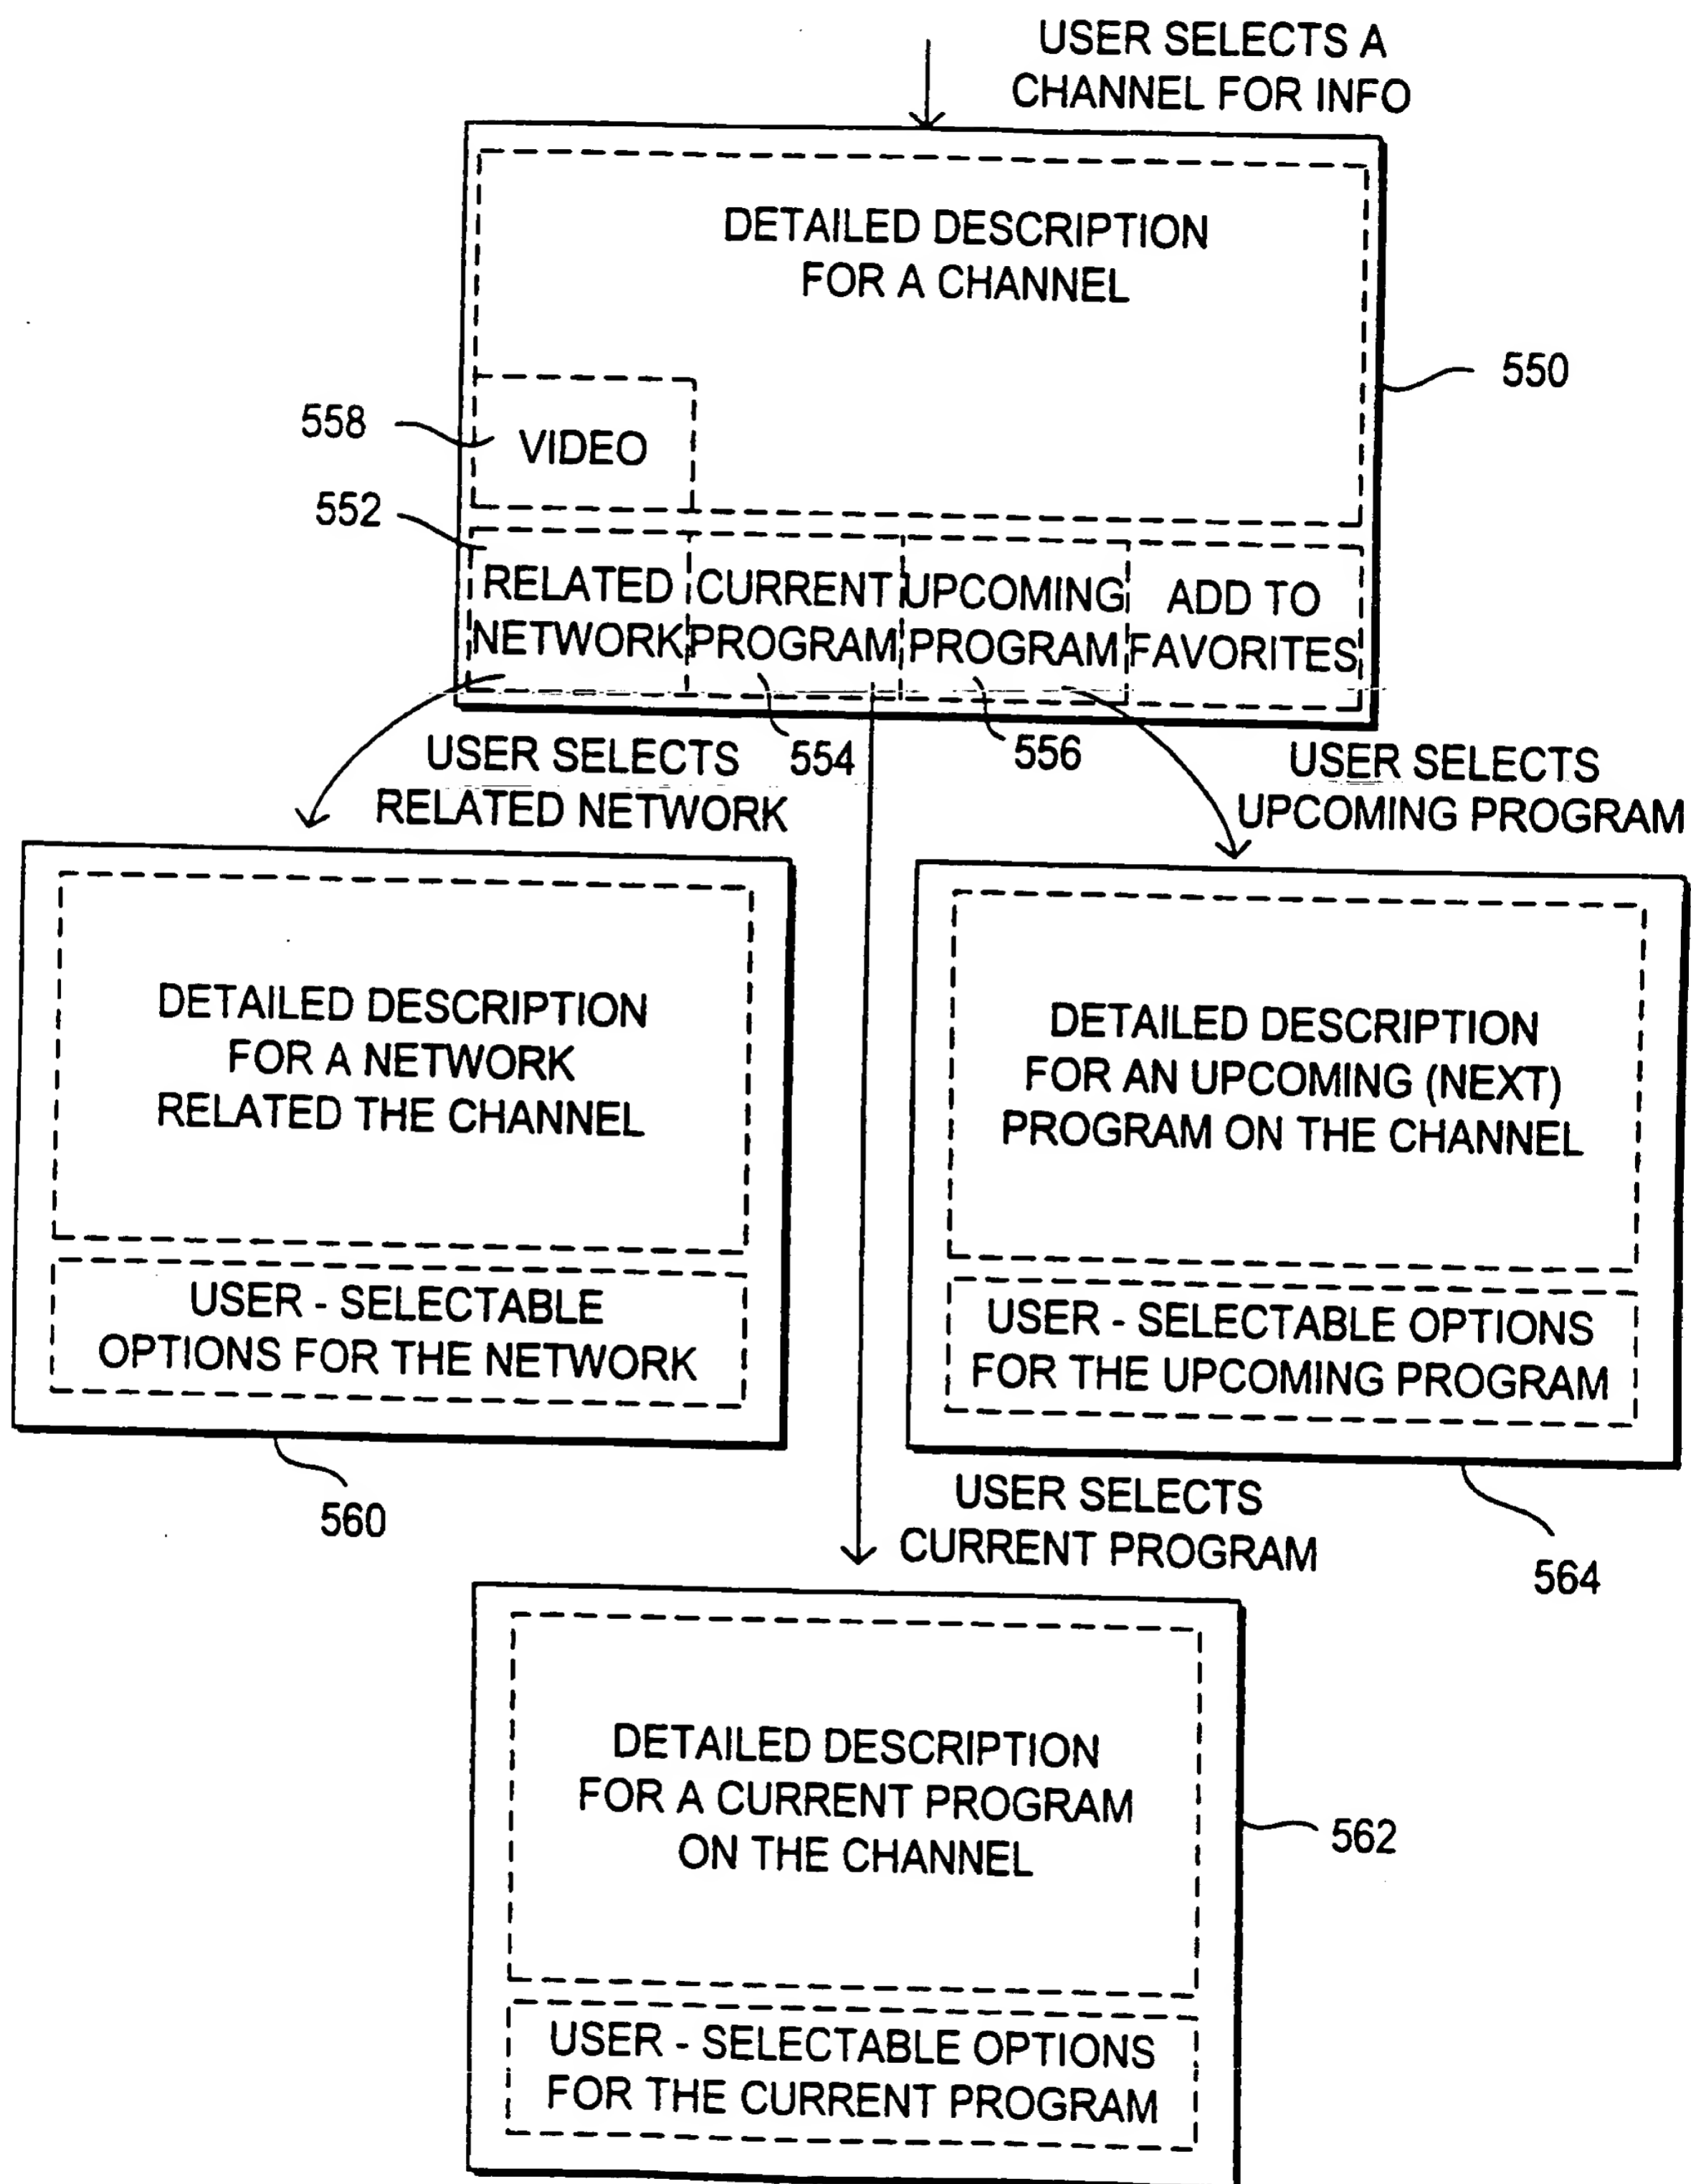 USER SELECTS A
CHANNEL FOR INFO
DETAILED DESCRIPTION
FOR A CHANNEL
550
558
VIDEO
552
RELATED
NETWORK
CURRENT
PROGRAM
UPCOMING
PROGRAM
ADD TO
FAVORITES
USER SELECTS
RELATED NETWORK
554
556
USER SELECTS
UPCOMING PROGRAM
DETAILED DESCRIPTION
FOR A NETWORK
RELATED THE CHANNEL
USER - SELECTABLE
OPTIONS FOR THE NETWORK
560
DETAILED DESCRIPTION
FOR AN UPCOMING (NEXT)
PROGRAM ON THE CHANNEL
USER - SELECTABLE OPTIONS
FOR THE UPCOMING PROGRAM
564
USER SELECTS
CURRENT PROGRAM
DETAILED DESCRIPTION
FOR A CURRENT PROGRAM
ON THE CHANNEL
562
USER - SELECTABLE OPTIONS
FOR THE CURRENT PROGRAM